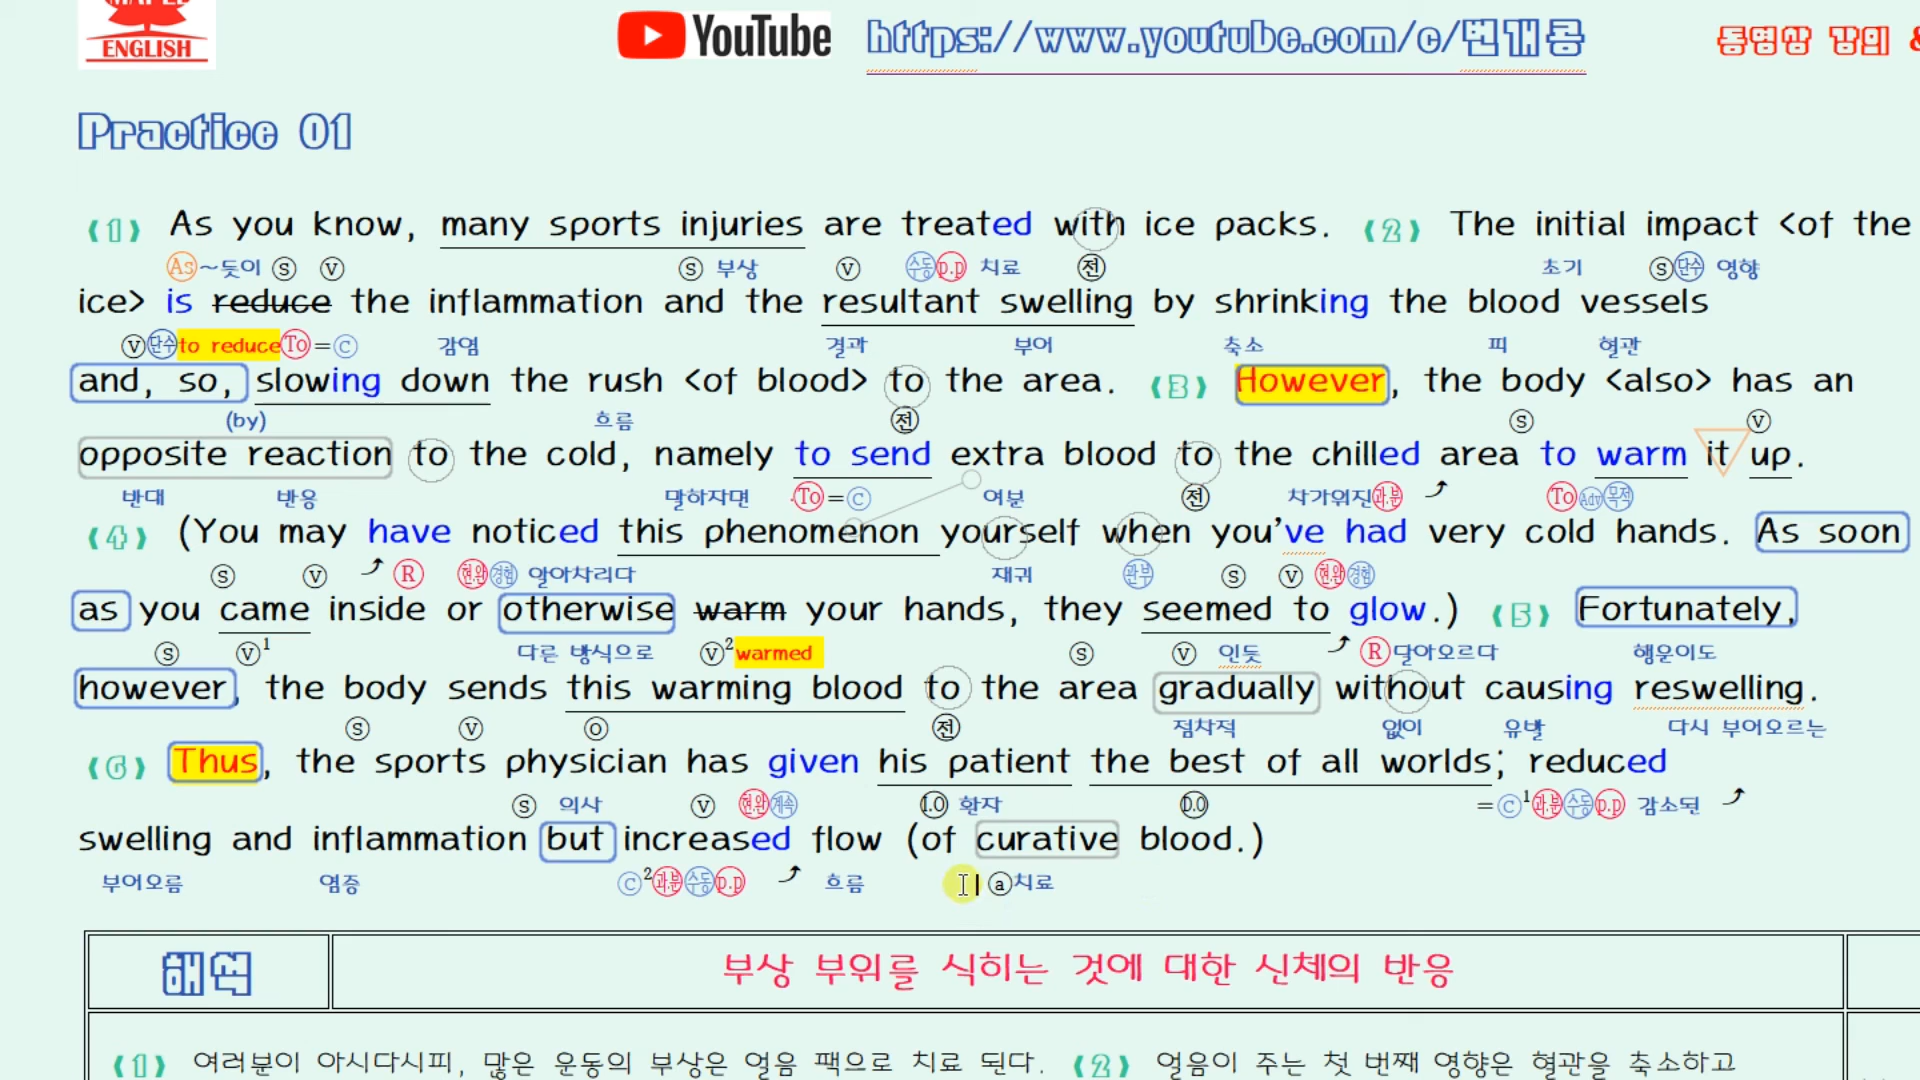 ENGLISH
YouTube https://www.youtube.com/c/번개콩 동영상 강의 &
Practice 01
(1) As you know, many sports injuries are treated with ice packs. (2) The initial impact <of the
As ~듯이 S V S 부상 V 수동 p.p 치료 전 초기 S 단수 영향
ice> is reduce the inflammation and the resultant swelling by shrinking the blood vessels
V 단수 to reduce To = C 감염 결과 부어 축소 피 혈관
and, so, slowing down the rush <of blood> to the area. (3) However, the body <also> has an
(by) 흐름 전 S V
opposite reaction to the cold, namely to send extra blood to the chilled area to warm it up.
반대 반응 말하자면 To = C 여분 전 차가워진 과.분 To Adv 목적
(4) (You may have noticed this phenomenon yourself when you've had very cold hands. As soon
S V R 현.완 경험 알아차리다 재귀 관부 S V 현.완 경험
as you came inside or otherwise warm your hands, they seemed to glow.) (5) Fortunately,
S V1 다른 방식으로 V2 warmed S V 인듯 R 달아오르다 행운이도
however, the body sends this warming blood to the area gradually without causing reswelling.
S V O 전 점차적 없이 유발 다시 부어오르는
(6) Thus, the sports physician has given his patient the best of all worlds; reduced
S 의사 V 현.완 계속 I.O 환자 D.O = C1 과.분 수동 p.p 감소된
swelling and inflammation but increased flow (of curative blood.)
부어오름 염증 C2 과.분 수동 p.p 흐름 a 치료
해석 부상 부위를 식히는 것에 대한 신체의 반응
(1) 여러분이 아시다시피, 많은 운동의 부상은 얼음 팩으로 치료 된다. (2) 얼음이 주는 첫 번째 영향은 혈관을 축소하고